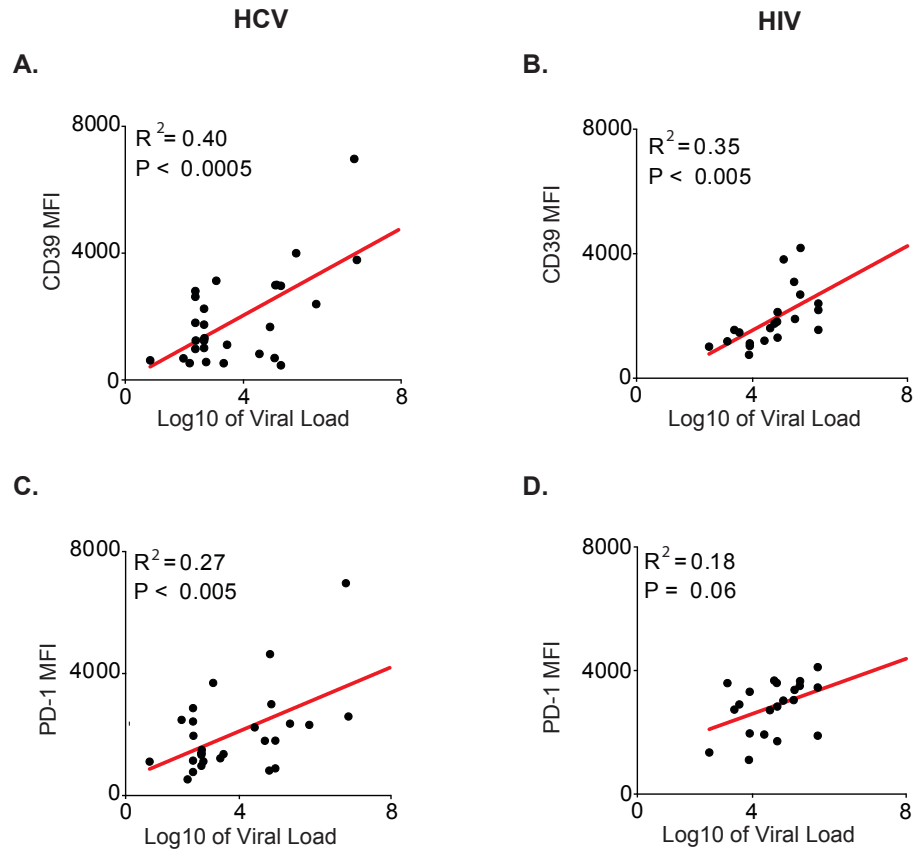 HCV
HIV
A.
8000
R²= 0.40
P < 0.0005
CD39 MFI
4000
0
0
4
8
Log10 of Viral Load
B.
8000
R²= 0.35
P < 0.005
CD39 MFI
4000
0
0
4
8
Log10 of Viral Load
C.
8000
R²= 0.27
P < 0.005
PD-1 MFI
4000
0
0
4
8
Log10 of Viral Load
D.
8000
R²= 0.18
P = 0.06
PD-1 MFI
4000
0
0
4
8
Log10 of Viral Load